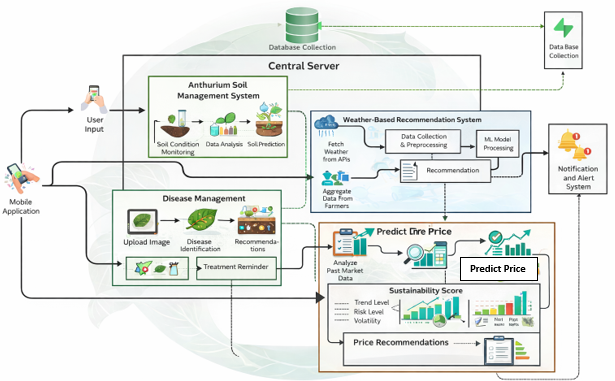 Database Collection
Central Server
Data Base
Collection
Anthurium Soil
Management System
Soil Condition
Monitoring
Data Analysis
Soil Prediction
User
Input
Weather-Based Recommendation System
Fetch
Weather
from APIs
Data Collection
& Preprocessing
ML Model
Processing
Recommendation
Aggregate
Data From
Farmers
Notification
and Alert
System
Mobile
Application
Disease Management
Upload Image
Disease
Identification
Recommenda-
tions
Treatment Reminder
Predict Price
Analyze
Past Market
Data
Predict Price
Sustainability Score
Trend Level
Risk Level
Volatility
Price Recommendations